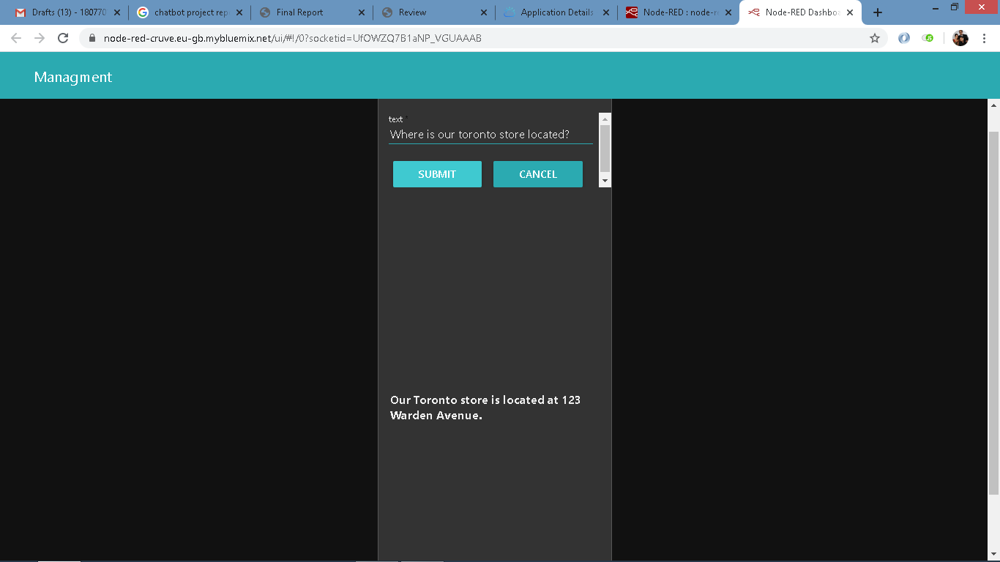 Drafts (13) - 180770
chatbot project rep
Final Report
Review
Application Details
Node-RED : node-r
Node-RED Dashboa
node-red-cruve.eu-gb.mybluemix.net/ui/#!/0?socketid=UfOWZQ7B1aNP_VGUAAAB
Managment
text *
Where is our toronto store located?
SUBMIT CANCEL
Our Toronto store is located at 123
Warden Avenue.